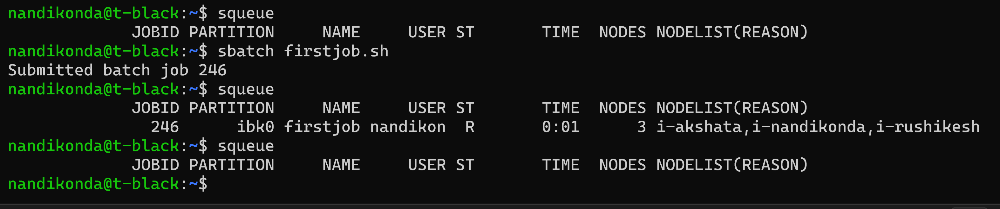 nandikonda@t-black:~$ squeue
JOBID PARTITION NAME USER ST TIME NODES NODELIST(REASON)
nandikonda@t-black:~$ sbatch firstjob.sh
Submitted batch job 246
nandikonda@t-black:~$ squeue
JOBID PARTITION NAME USER ST TIME NODES NODELIST(REASON)
246 ibk0 firstjob nandikon R 0:01 3 i-akshata,i-nandikonda,i-rushikesh
nandikonda@t-black:~$ squeue
JOBID PARTITION NAME USER ST TIME NODES NODELIST(REASON)
nandikonda@t-black:~$